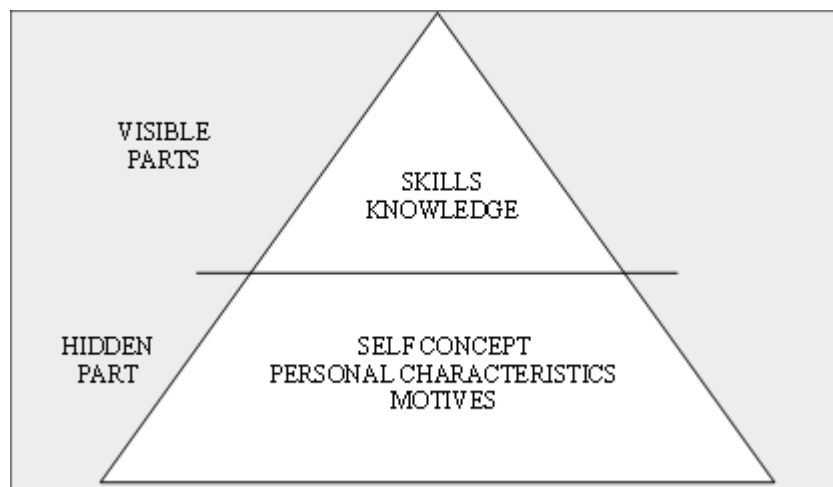 VISIBLE
PARTS
SKILLS
KNOWLEDGE
HIDDEN
PART
SELF CONCEPT
PERSONAL CHARACTERISTICS
MOTIVES